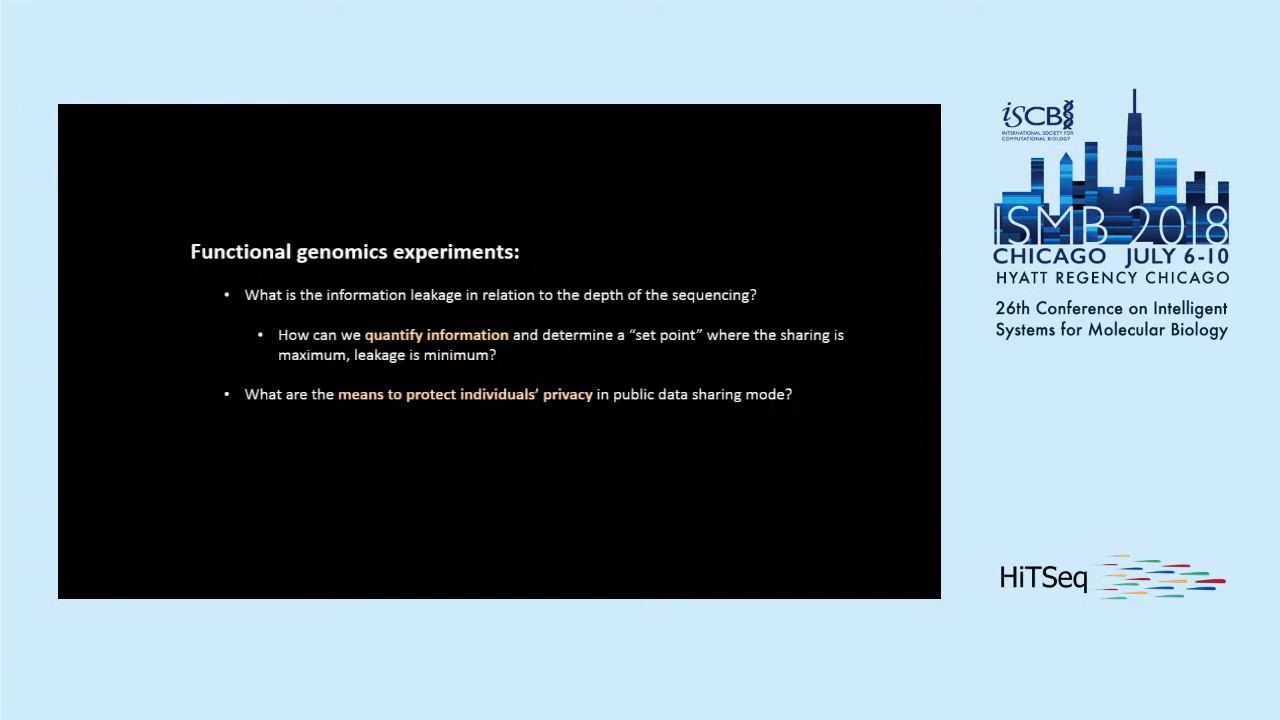 Functional genomics experiments:
• What is the information leakage in relation to the depth of the sequencing?
• How can we quantify information and determine a “set point” where the sharing is
maximum, leakage is minimum?
• What are the means to protect individuals’ privacy in public data sharing mode?
iSCB
INTERNATIONAL SOCIETY FOR
COMPUTATIONAL BIOLOGY
ISMB 2018
CHICAGO JULY 6-10
HYATT REGENCY CHICAGO
26th Conference on Intelligent
Systems for Molecular Biology
HiTSeq